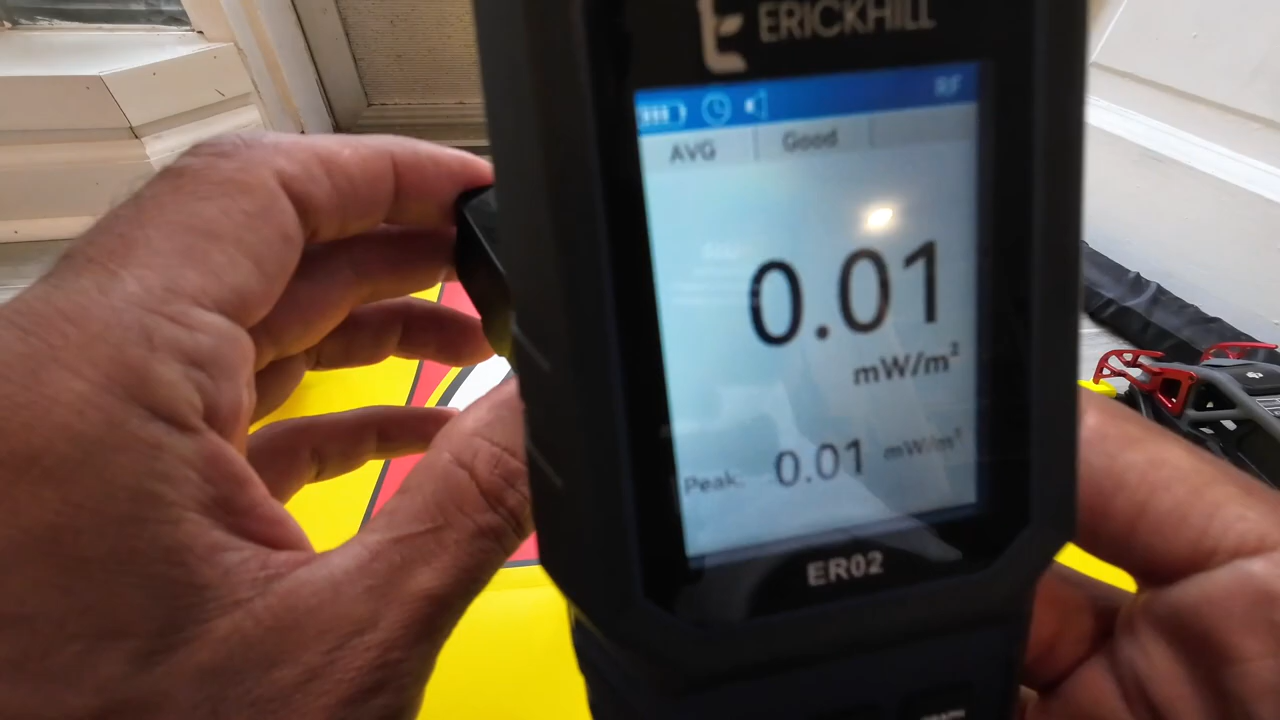 ERICKHILL
RF
AVG Good
0.01
mW/m²
Peak: 0.01 mW/m²
ER02